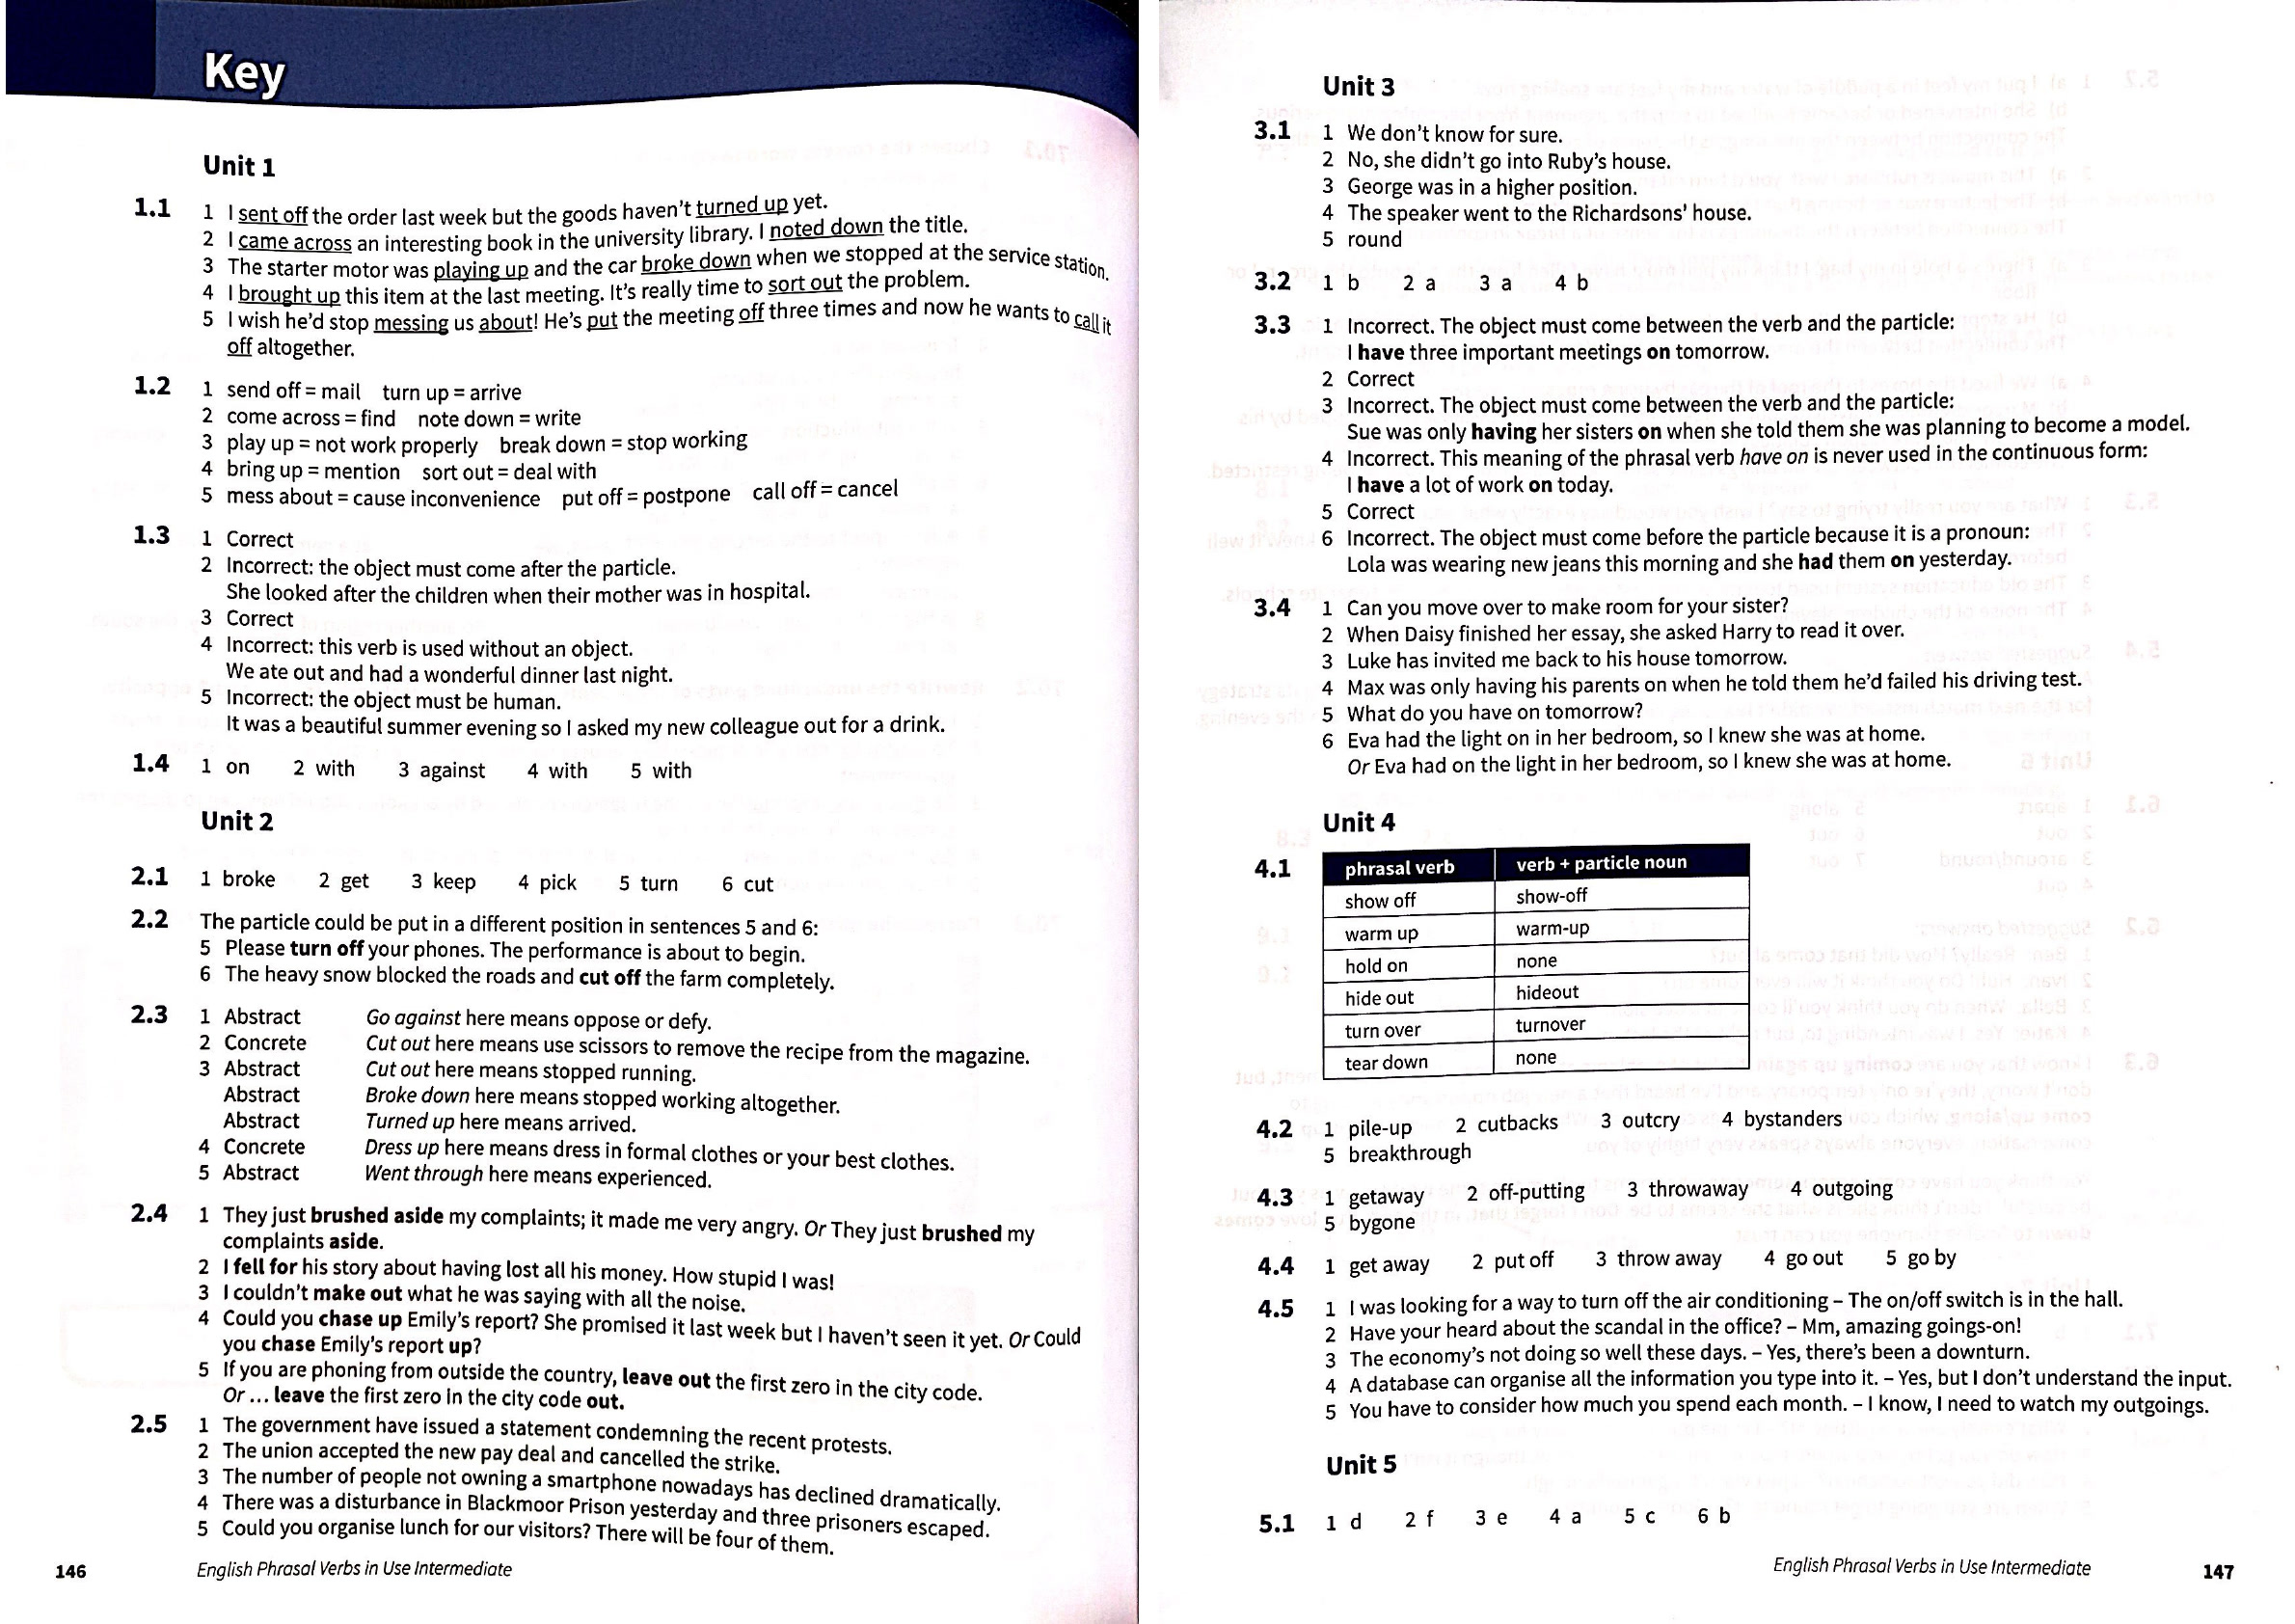 Key
Unit 1
1.1 1 I sent off the order last week but the goods haven't turned up yet.
2 I came across an interesting book in the university library. I noted down the title.
3 The starter motor was playing up and the car broke down when we stopped at the service station.
4 I brought up this item at the last meeting. It's really time to sort out the problem.
5 I wish he'd stop messing us about! He's put the meeting off three times and now he wants to call it
off altogether.
1.2 1 send off = mail turn up = arrive
2 come across = find note down = write
3 play up = not work properly break down = stop working
4 bring up = mention sort out = deal with
5 mess about = cause inconvenience put off = postpone call off = cancel
1.3 1 Correct
2 Incorrect: the object must come after the particle.
She looked after the children when their mother was in hospital.
3 Correct
4 Incorrect: this verb is used without an object.
We ate out and had a wonderful dinner last night.
5 Incorrect: the object must be human.
It was a beautiful summer evening so I asked my new colleague out for a drink.
1.4 1 on 2 with 3 against 4 with 5 with
Unit 2
2.1 1 broke 2 get 3 keep 4 pick 5 turn 6 cut
2.2 The particle could be put in a different position in sentences 5 and 6:
5 Please turn off your phones. The performance is about to begin.
6 The heavy snow blocked the roads and cut off the farm completely.
2.3 1 Abstract Go against here means oppose or defy.
2 Concrete Cut out here means use scissors to remove the recipe from the magazine.
3 Abstract Cut out here means stopped running.
Abstract Broke down here means stopped working altogether.
Abstract Turned up here means arrived.
4 Concrete Dress up here means dress in formal clothes or your best clothes.
5 Abstract Went through here means experienced.
2.4 1 They just brushed aside my complaints; it made me very angry. Or They just brushed my
complaints aside.
2 I fell for his story about having lost all his money. How stupid I was!
3 I couldn't make out what he was saying with all the noise.
4 Could you chase up Emily's report? She promised it last week but I haven't seen it yet. Or Could
you chase Emily's report up?
5 If you are phoning from outside the country, leave out the first zero in the city code.
Or ... leave the first zero in the city code out.
2.5 1 The government have issued a statement condemning the recent protests.
2 The union accepted the new pay deal and cancelled the strike.
3 The number of people not owning a smartphone nowadays has declined dramatically.
4 There was a disturbance in Blackmoor Prison yesterday and three prisoners escaped.
5 Could you organise lunch for our visitors? There will be four of them.
146 English Phrasal Verbs in Use Intermediate
Unit 3
3.1 1 We don't know for sure.
2 No, she didn't go into Ruby's house.
3 George was in a higher position.
4 The speaker went to the Richardsons' house.
5 round
3.2 1 b 2 a 3 a 4 b
3.3 1 Incorrect. The object must come between the verb and the particle:
I have three important meetings on tomorrow.
2 Correct
3 Incorrect. The object must come between the verb and the particle:
Sue was only having her sisters on when she told them she was planning to become a model.
4 Incorrect. This meaning of the phrasal verb have on is never used in the continuous form:
I have a lot of work on today.
5 Correct
6 Incorrect. The object must come before the particle because it is a pronoun:
Lola was wearing new jeans this morning and she had them on yesterday.
3.4 1 Can you move over to make room for your sister?
2 When Daisy finished her essay, she asked Harry to read it over.
3 Luke has invited me back to his house tomorrow.
4 Max was only having his parents on when he told them he'd failed his driving test.
5 What do you have on tomorrow?
6 Eva had the light on in her bedroom, so I knew she was at home.
Or Eva had on the light in her bedroom, so I knew she was at home.
Unit 4
4.1 phrasal verb verb + particle noun
show off show-off
warm up warm-up
hold on none
hide out hideout
turn over turnover
tear down none
4.2 1 pile-up 2 cutbacks 3 outcry 4 bystanders
5 breakthrough
4.3 1 getaway 2 off-putting 3 throwaway 4 outgoing
5 bygone
4.4 1 get away 2 put off 3 throw away 4 go out 5 go by
4.5 1 I was looking for a way to turn off the air conditioning – The on/off switch is in the hall.
2 Have your heard about the scandal in the office? – Mm, amazing goings-on!
3 The economy's not doing so well these days. – Yes, there's been a downturn.
4 A database can organise all the information you type into it. – Yes, but I don't understand the input.
5 You have to consider how much you spend each month. – I know, I need to watch my outgoings.
Unit 5
5.1 1 d 2 f 3 e 4 a 5 c 6 b
English Phrasal Verbs in Use Intermediate 147